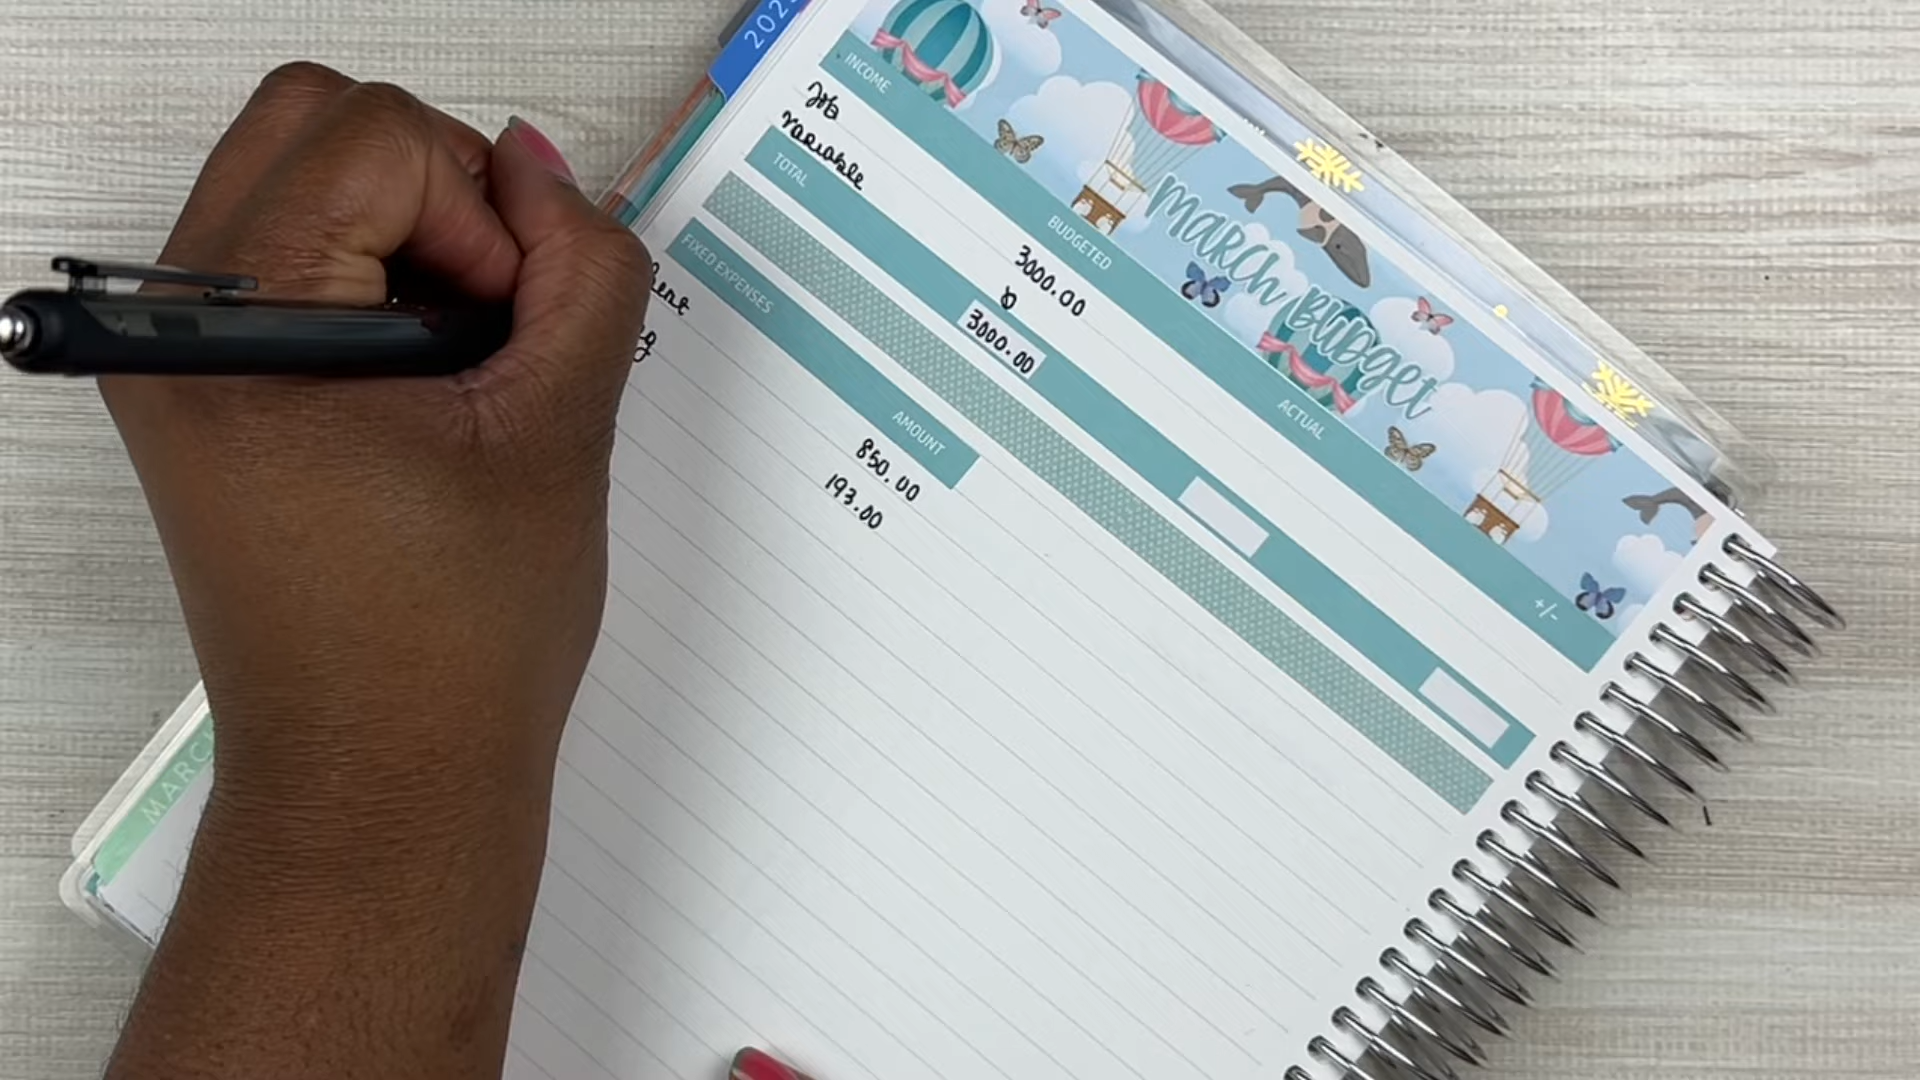 2025
March Budget
INCOME BUDGETED ACTUAL +/-
Job 3000.00
Variable 0
TOTAL 3000.00
FIXED EXPENSES AMOUNT
850.00
193.00
MARC